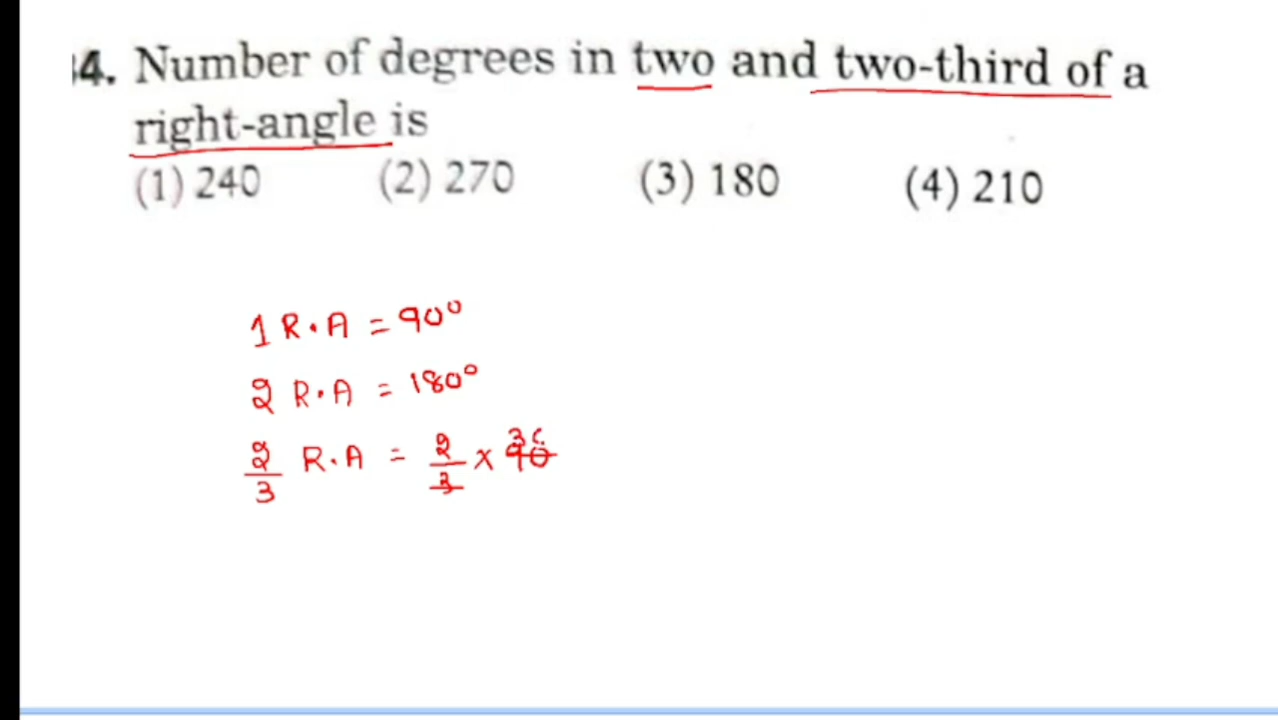 4. Number of degrees in two and two-third of a
right-angle is
(1) 240 (2) 270 (3) 180 (4) 210
1 R.A = 90°
2 R.A = 180°
2/3 R.A = 2/3 × 90